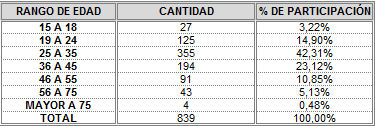 RANGO DE EDAD CANTIDAD % DE PARTICIPACIÓN
15 A 18 27 3,22%
19 A 24 125 14,90%
25 A 35 355 42,31%
36 A 45 194 23,12%
46 A 55 91 10,85%
56 A 75 43 5,13%
MAYOR A 75 4 0,48%
TOTAL 839 100,00%